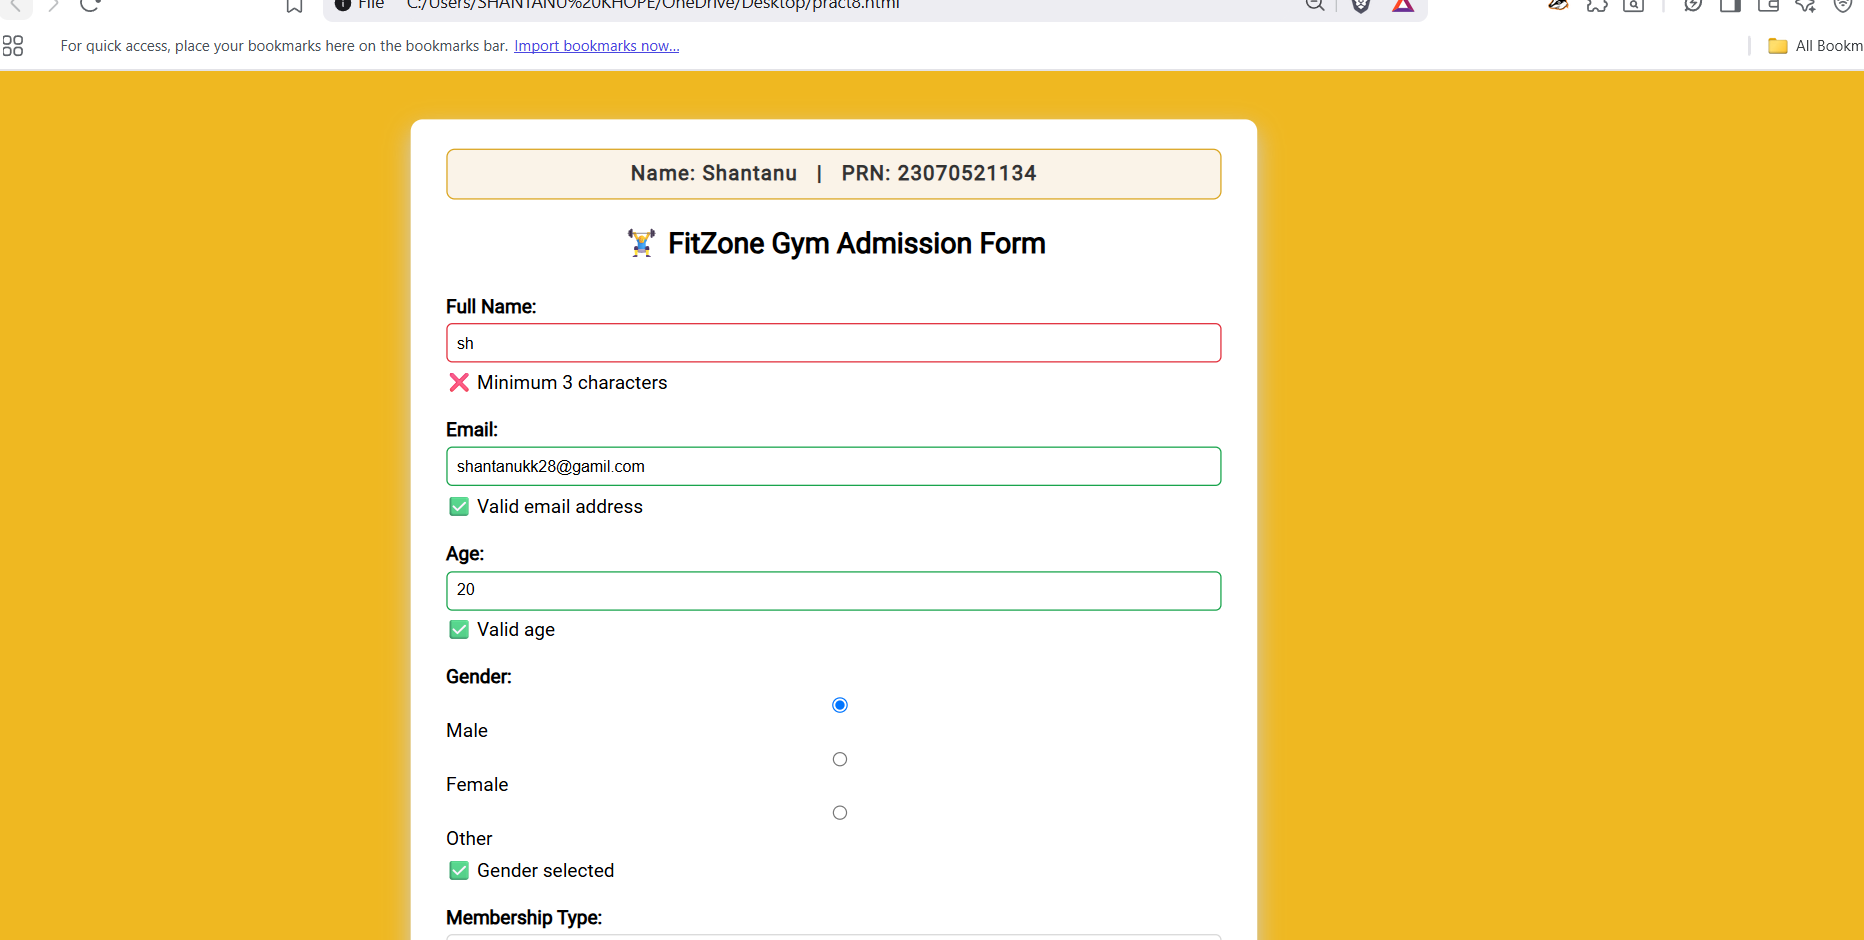 File C:/Users/SHANTANU%20KHOPE/OneDrive/Desktop/pract8.html
For quick access, place your bookmarks here on the bookmarks bar. Import bookmarks now...
All Bookm
Name: Shantanu | PRN: 23070521134
FitZone Gym Admission Form
Full Name:
sh
Minimum 3 characters
Email:
shantanukk28@gamil.com
Valid email address
Age:
20
Valid age
Gender:
Male
Female
Other
Gender selected
Membership Type: